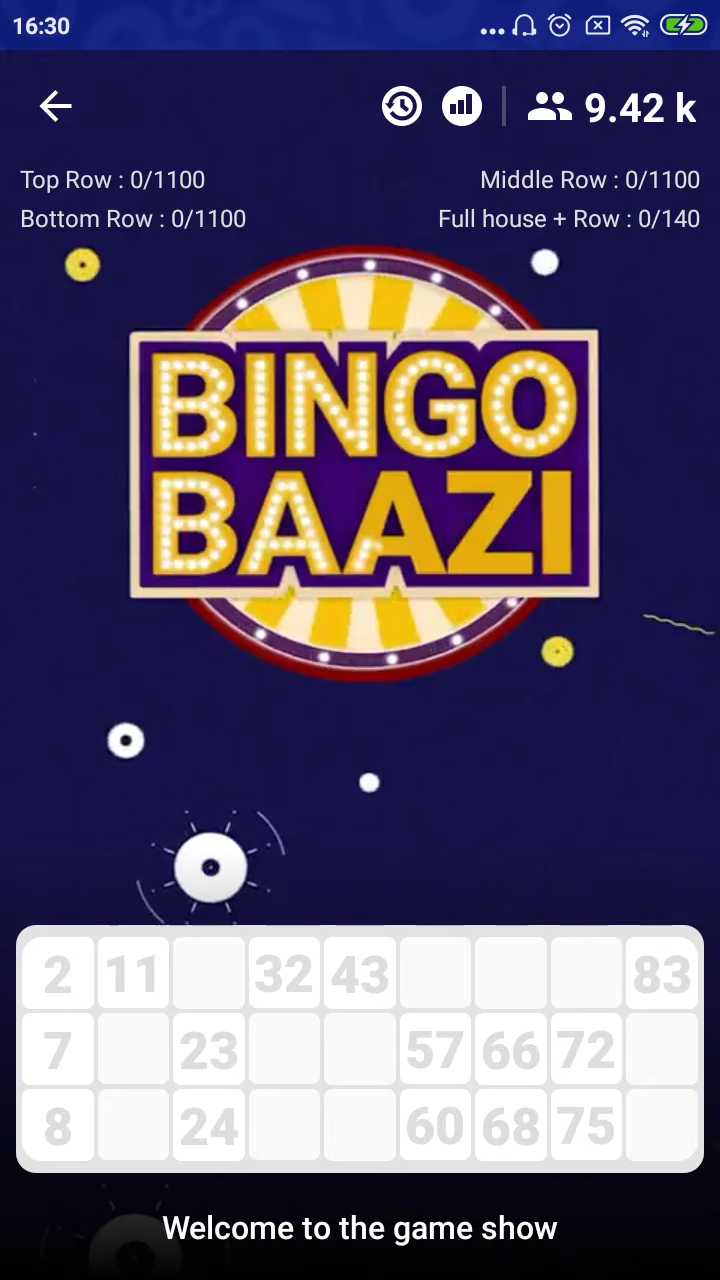 16:30
9.42 k
Top Row : 0/1100 Middle Row : 0/1100
Bottom Row : 0/1100 Full house + Row : 0/140
BINGO
BAAZI
2 11 32 43 83
7 23 57 66 72
8 24 60 68 75
Welcome to the game show